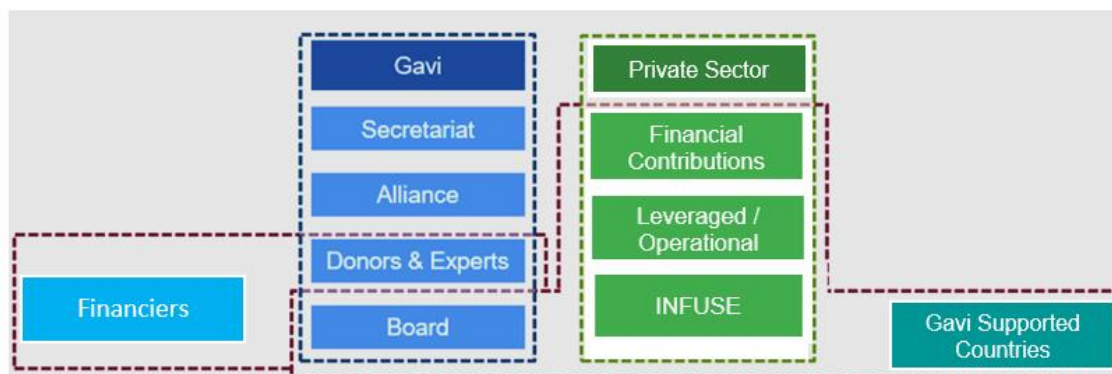 Gavi
Secretariat
Alliance
Donors & Experts
Board
Private Sector
Financial
Contributions
Leveraged /
Operational
INFUSE
Financiers
Gavi Supported
Countries